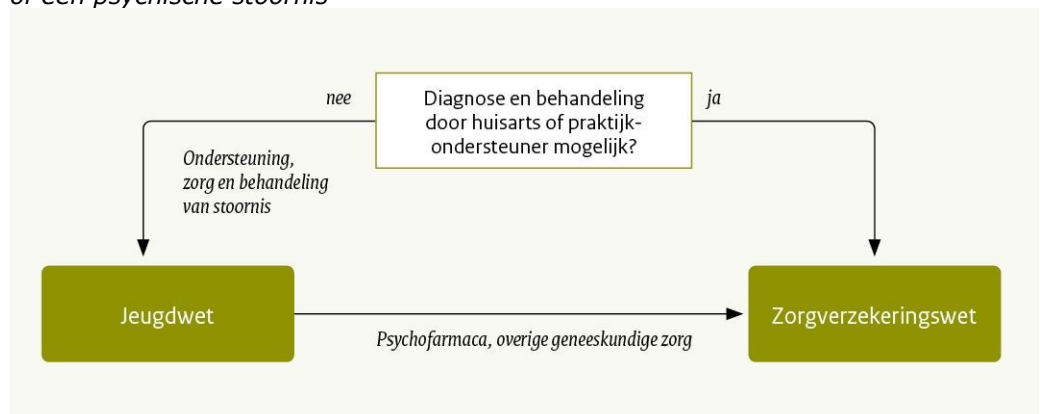 of een psychische stoornis
nee
Diagnose en behandeling
door huisarts of praktijk-
ondersteuner mogelijk?
ja
Ondersteuning,
zorg en behandeling
van stoornis
Jeugdwet
Zorgverzekeringswet
Psychofarmaca, overige geneeskundige zorg